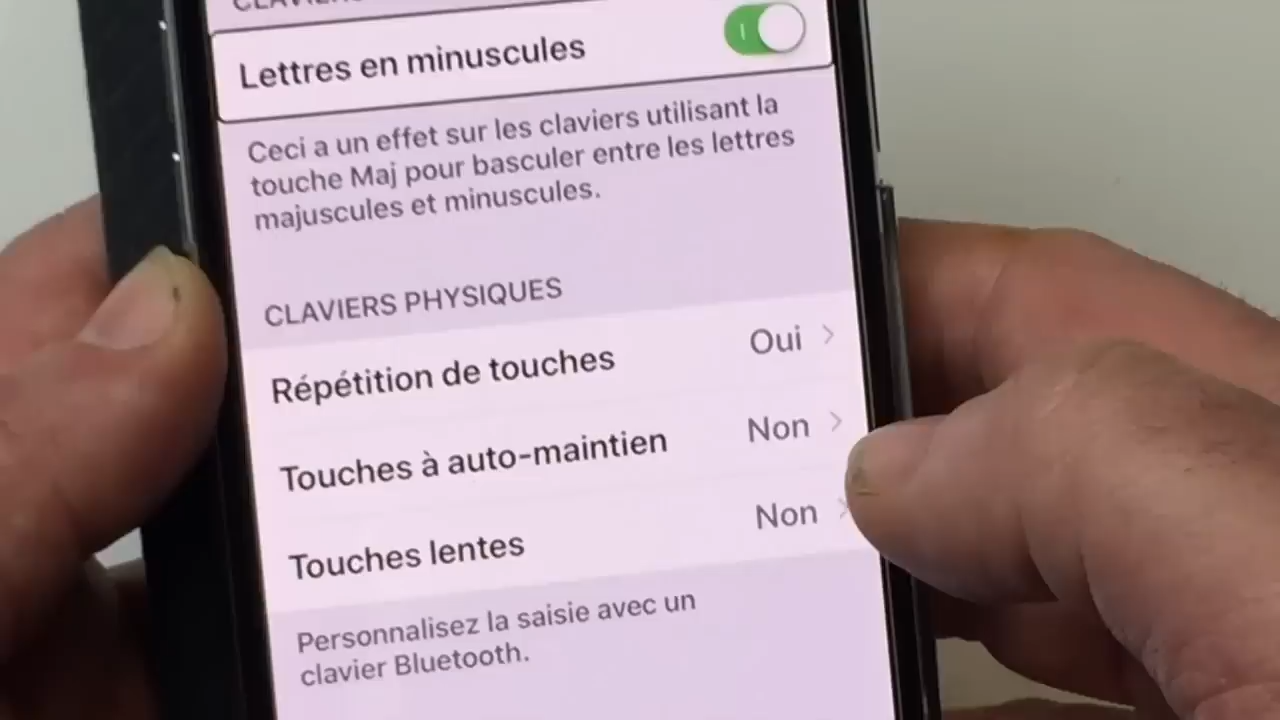 Lettres en minuscules
Ceci a un effet sur les claviers utilisant la
touche Maj pour basculer entre les lettres
majuscules et minuscules.
CLAVIERS PHYSIQUES
Répétition de touches Oui
Touches à auto-maintien Non
Touches lentes Non
Personnalisez la saisie avec un
clavier Bluetooth.